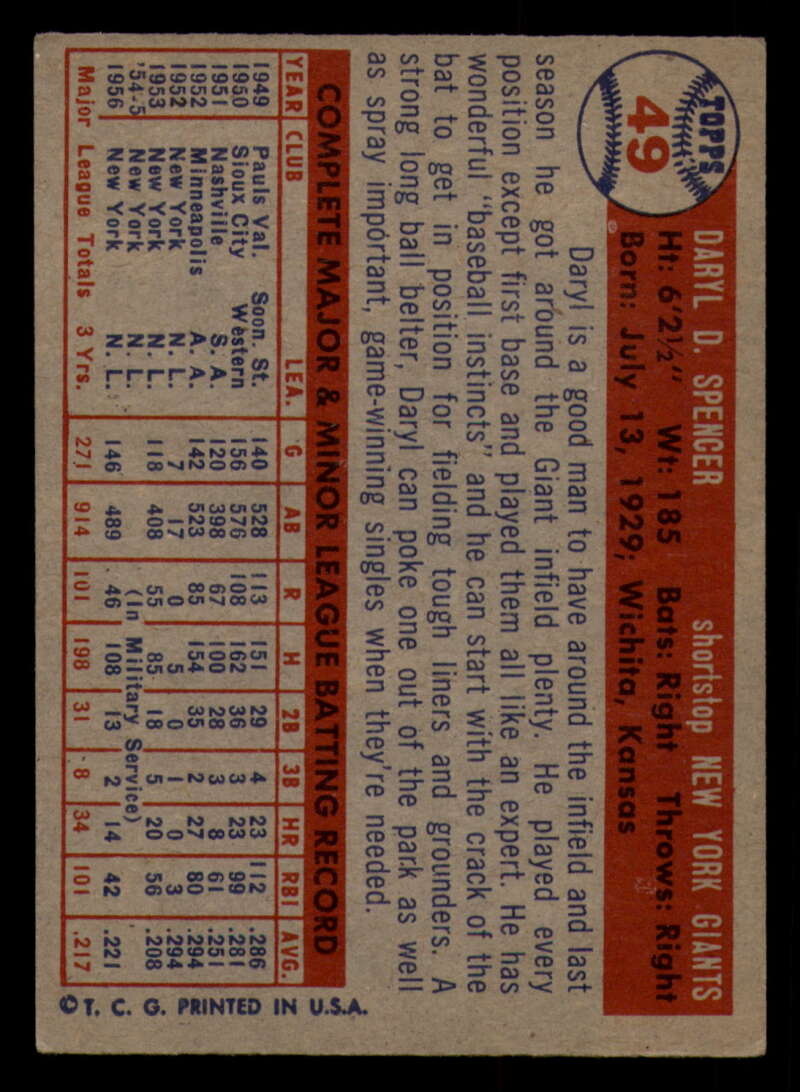 TOPPS
49
DARYL D. SPENCER shortstop NEW YORK GIANTS
Ht: 6'2½" Wt: 185 Bats: Right Throws: Right
Born: July 13, 1929; Wichita, Kansas
Daryl is a good man to have around the infield and last
season he got around the Giant infield plenty. He played every
position except first base and played them all like an expert. He has
wonderful "baseball instincts" and he can start with the crack of the
bat to get in position for fielding tough liners and grounders. A
strong long ball belter, Daryl can poke one out of the park as well
as spray important, game-winning singles when they're needed.
COMPLETE MAJOR & MINOR LEAGUE BATTING RECORD
YEAR CLUB LEA. G AB R H 2B 3B HR RBI AVG.
1949 Pauls Val. Soon. St. 140 528 113 151 29 4 23 112 .286
1950 Sioux City Western 156 576 108 162 36 3 23 99 .281
1951 Nashville S. A. 120 398 67 100 28 3 8 61 .251
1952 Minneapolis A. A. 142 523 85 154 35 2 27 80 .294
1952 New York N. L. 7 17 0 5 0 1 0 3 .294
1953 New York N. L. 118 408 55 85 18 5 20 56 .208
'54-5 New York N. L. (In Military Service)
1956 New York N. L. 146 489 46 108 13 2 14 42 .221
Major League Totals 3 Yrs. 271 914 101 198 31 8 34 101 .217
© T. C. G. PRINTED IN U.S.A.